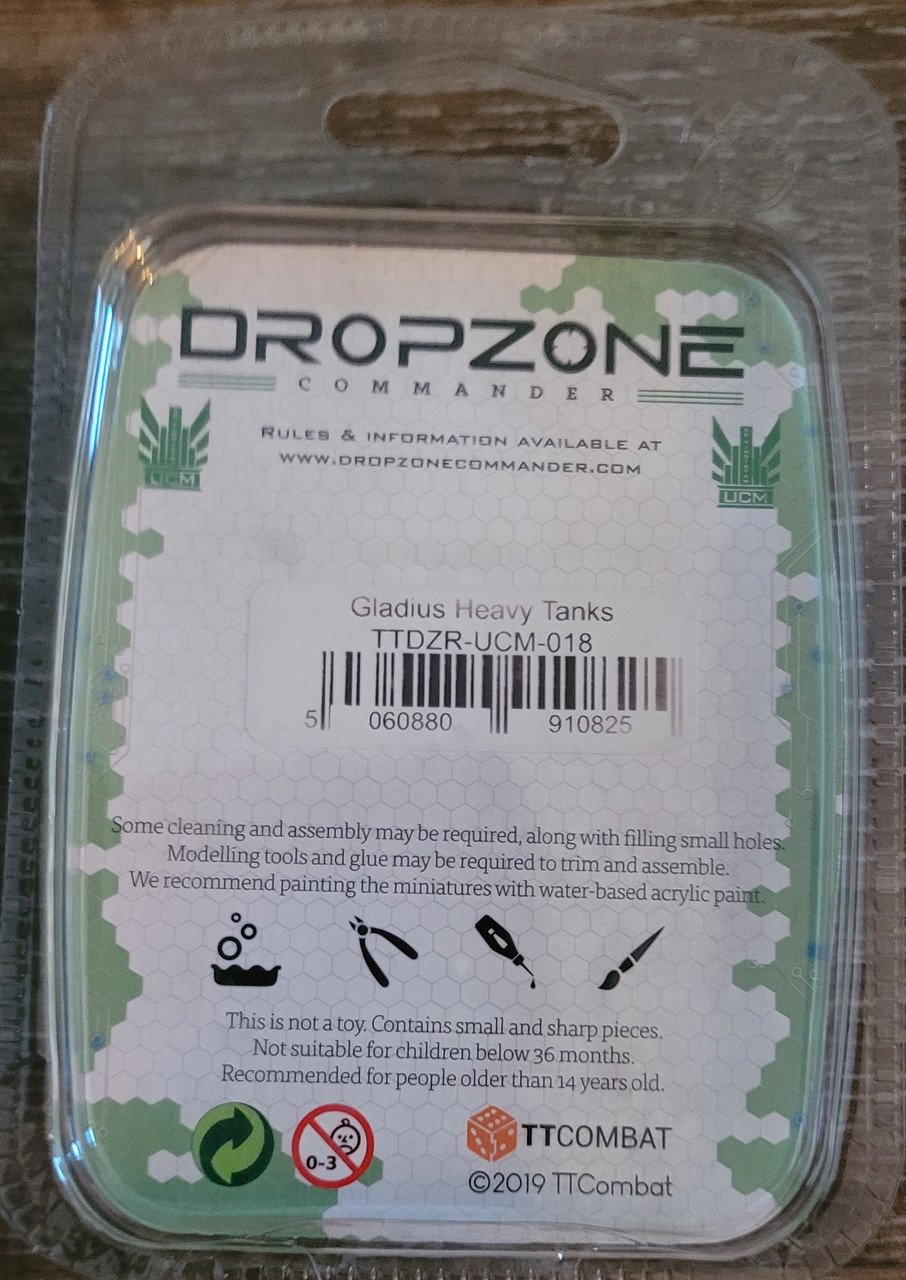 DROPZONE
COMMANDER
UCM
UCM
RULES & INFORMATION AVAILABLE AT
WWW.DROPZONECOMMANDER.COM
Gladius Heavy Tanks
TTDZR-UCM-018
5 060880 910825
Some cleaning and assembly may be required, along with filling small holes.
Modelling tools and glue may be required to trim and assemble.
We recommend painting the miniatures with water-based acrylic paint.
This is not a toy. Contains small and sharp pieces.
Not suitable for children below 36 months.
Recommended for people older than 14 years old.
0-3
TTCOMBAT
©2019 TTCombat